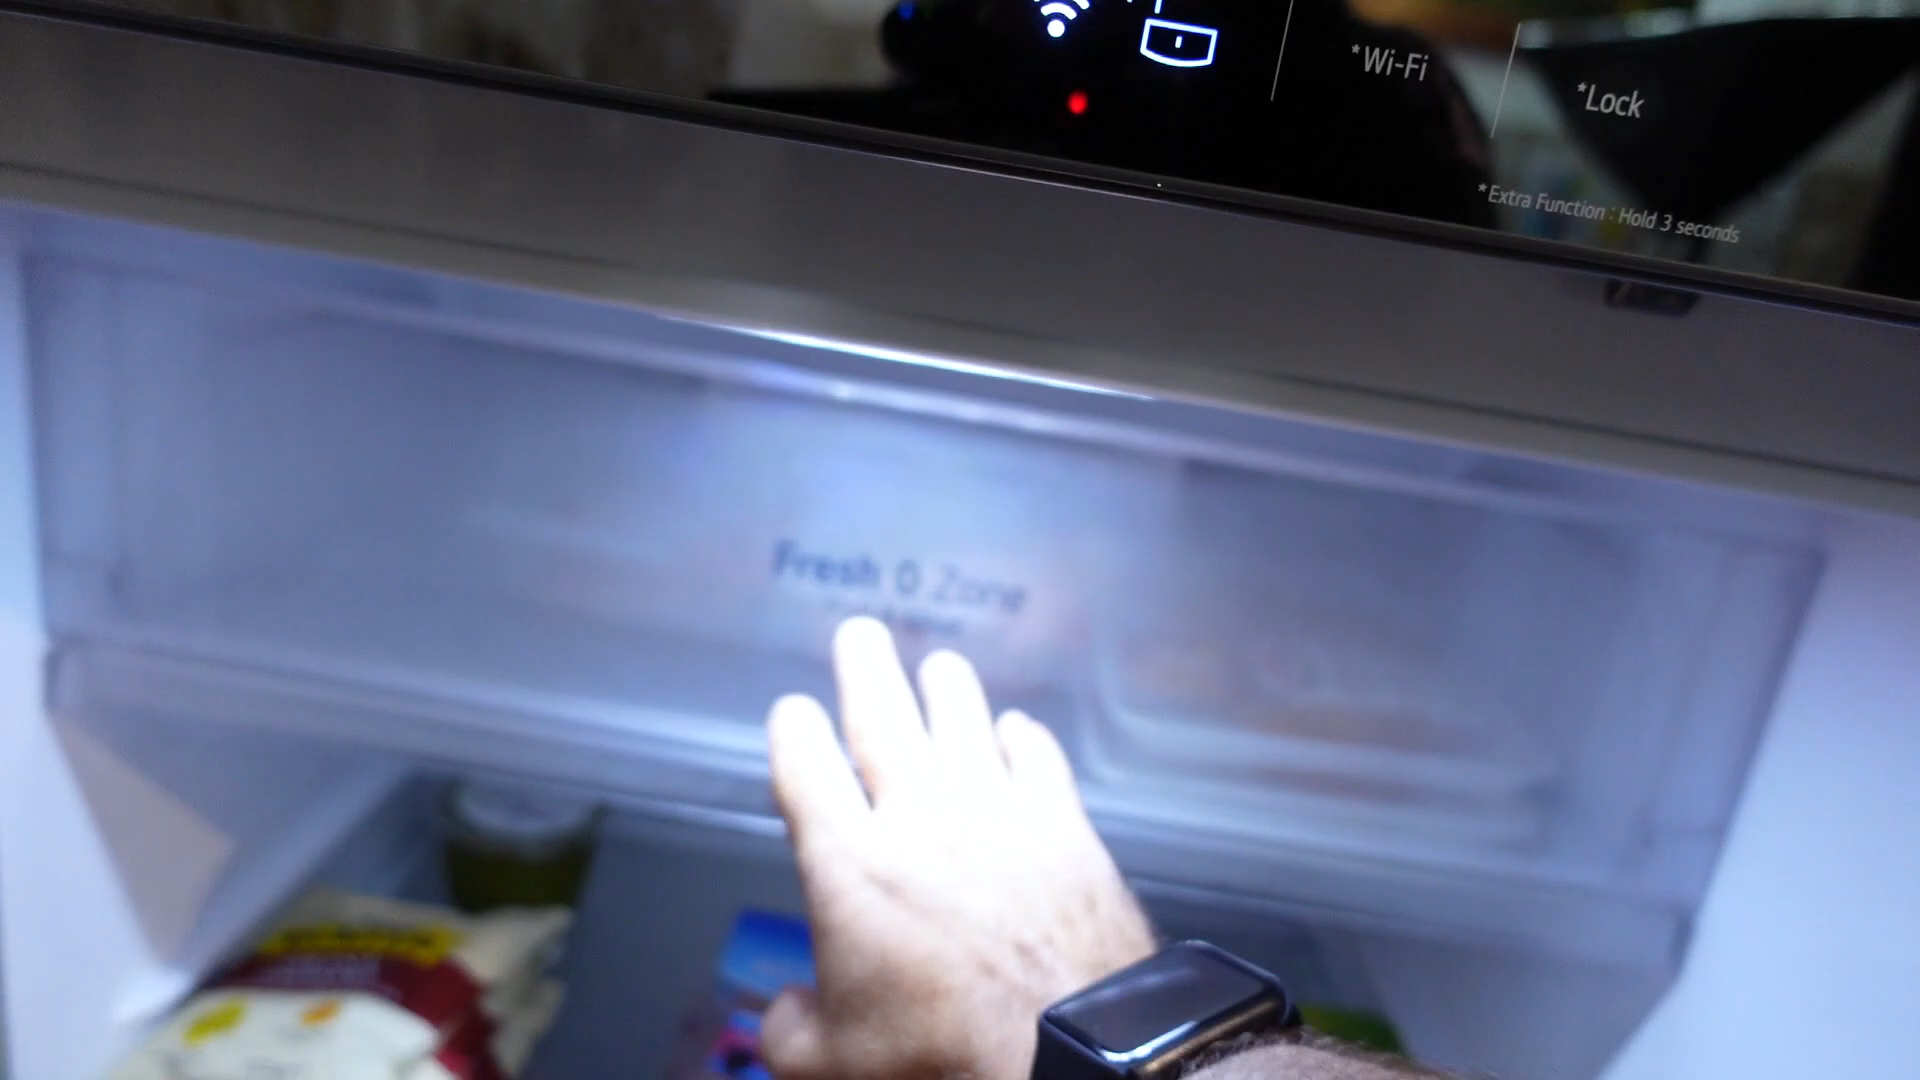 *Wi-Fi
*Lock
*Extra Function : Hold 3 seconds
Fresh 0 Zone